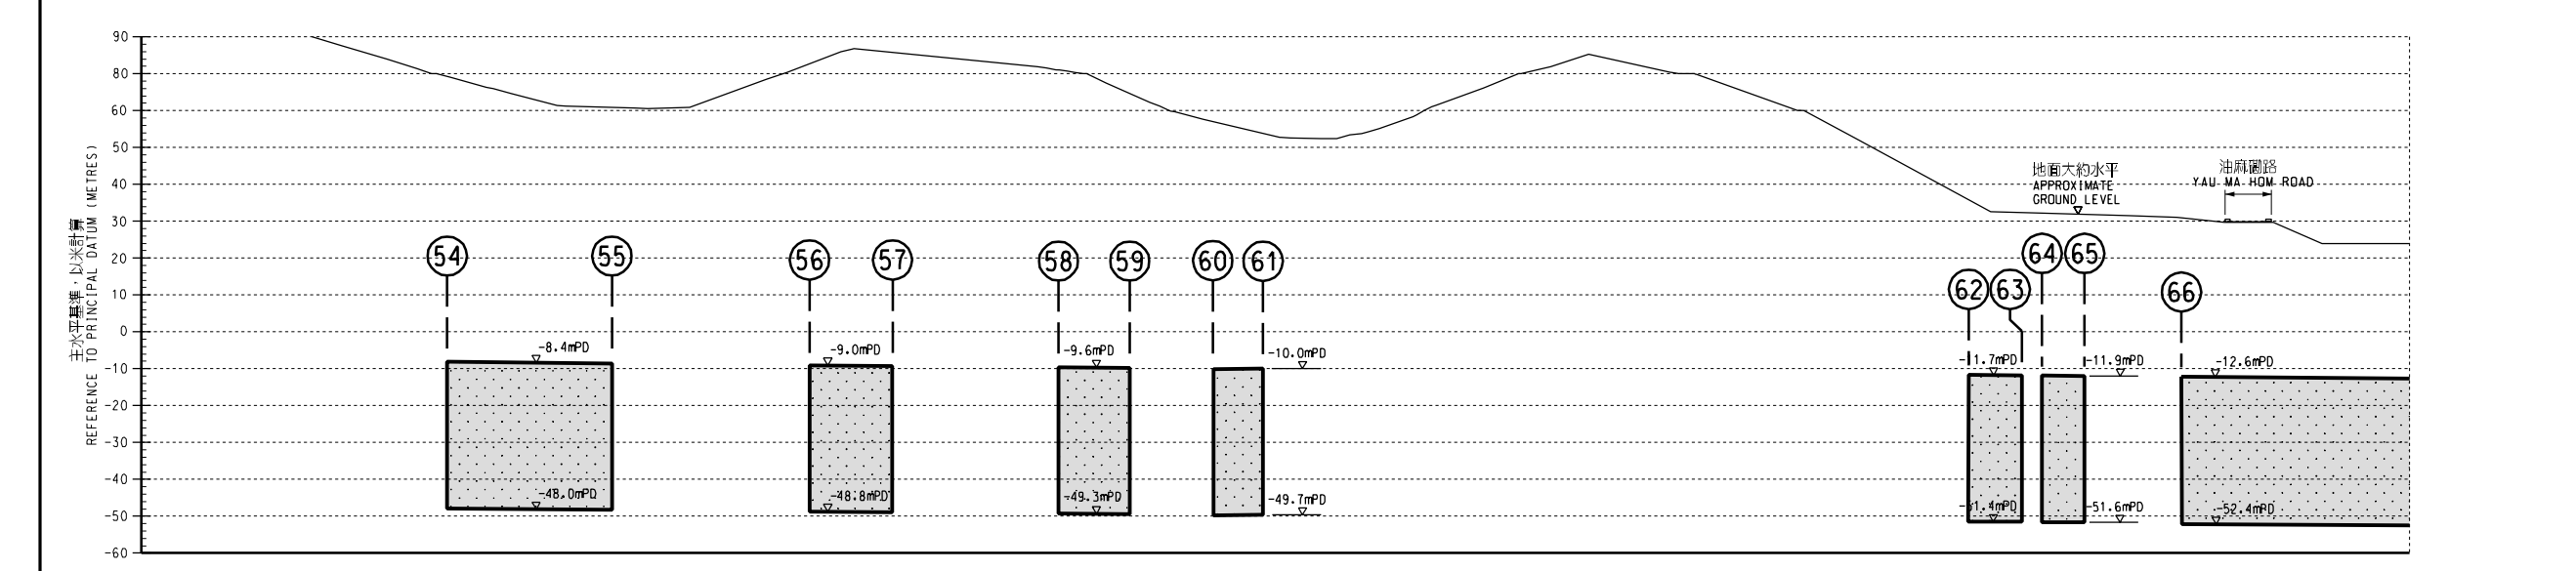 主水平基準，以米計算
REFERENCE TO PRINCIPAL DATUM (METRES)
90
80
60
50
40
30
20
10
0
-10
-20
-30
-40
-50
-60
地面大約水平
APPROXIMATE
GROUND LEVEL
油麻磡路
YAU MA HOM ROAD
54
55
56
57
58
59
60
61
62
63
64
65
66
-8.4mPD
-9.0mPD
-9.6mPD
-10.0mPD
-11.7mPD
-11.9mPD
-12.6mPD
-48.0mPD
-48.8mPD
-49.3mPD
-49.7mPD
-51.4mPD
-51.6mPD
-52.4mPD